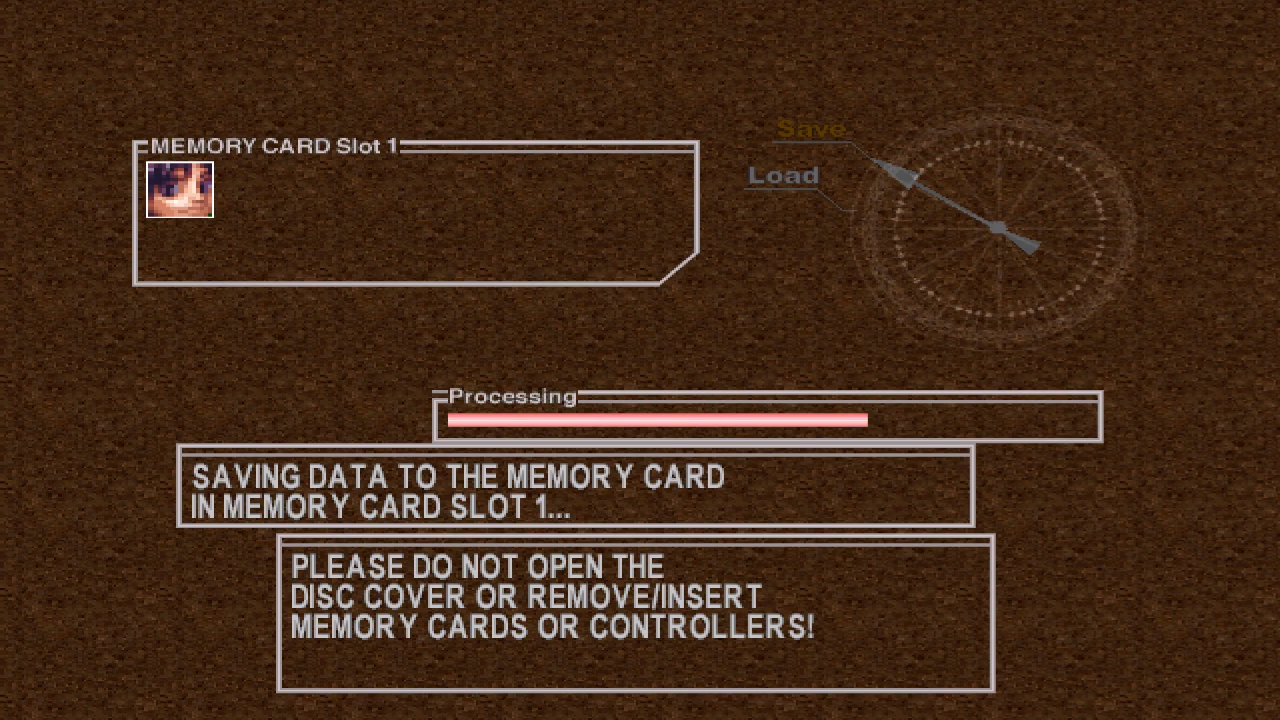 MEMORY CARD Slot 1
Save
Load
Processing
SAVING DATA TO THE MEMORY CARD
IN MEMORY CARD SLOT 1...
PLEASE DO NOT OPEN THE
DISC COVER OR REMOVE/INSERT
MEMORY CARDS OR CONTROLLERS!